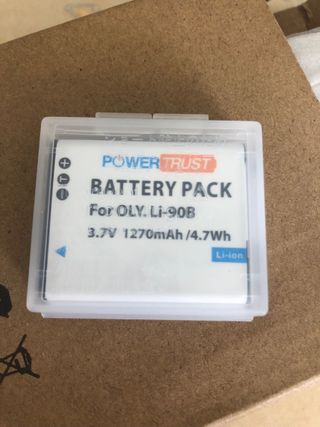 POWERTRUST
BATTERY PACK
For OLY. Li-90B
3.7V 1270mAh/4.7Wh
Li-ion
+
T
−